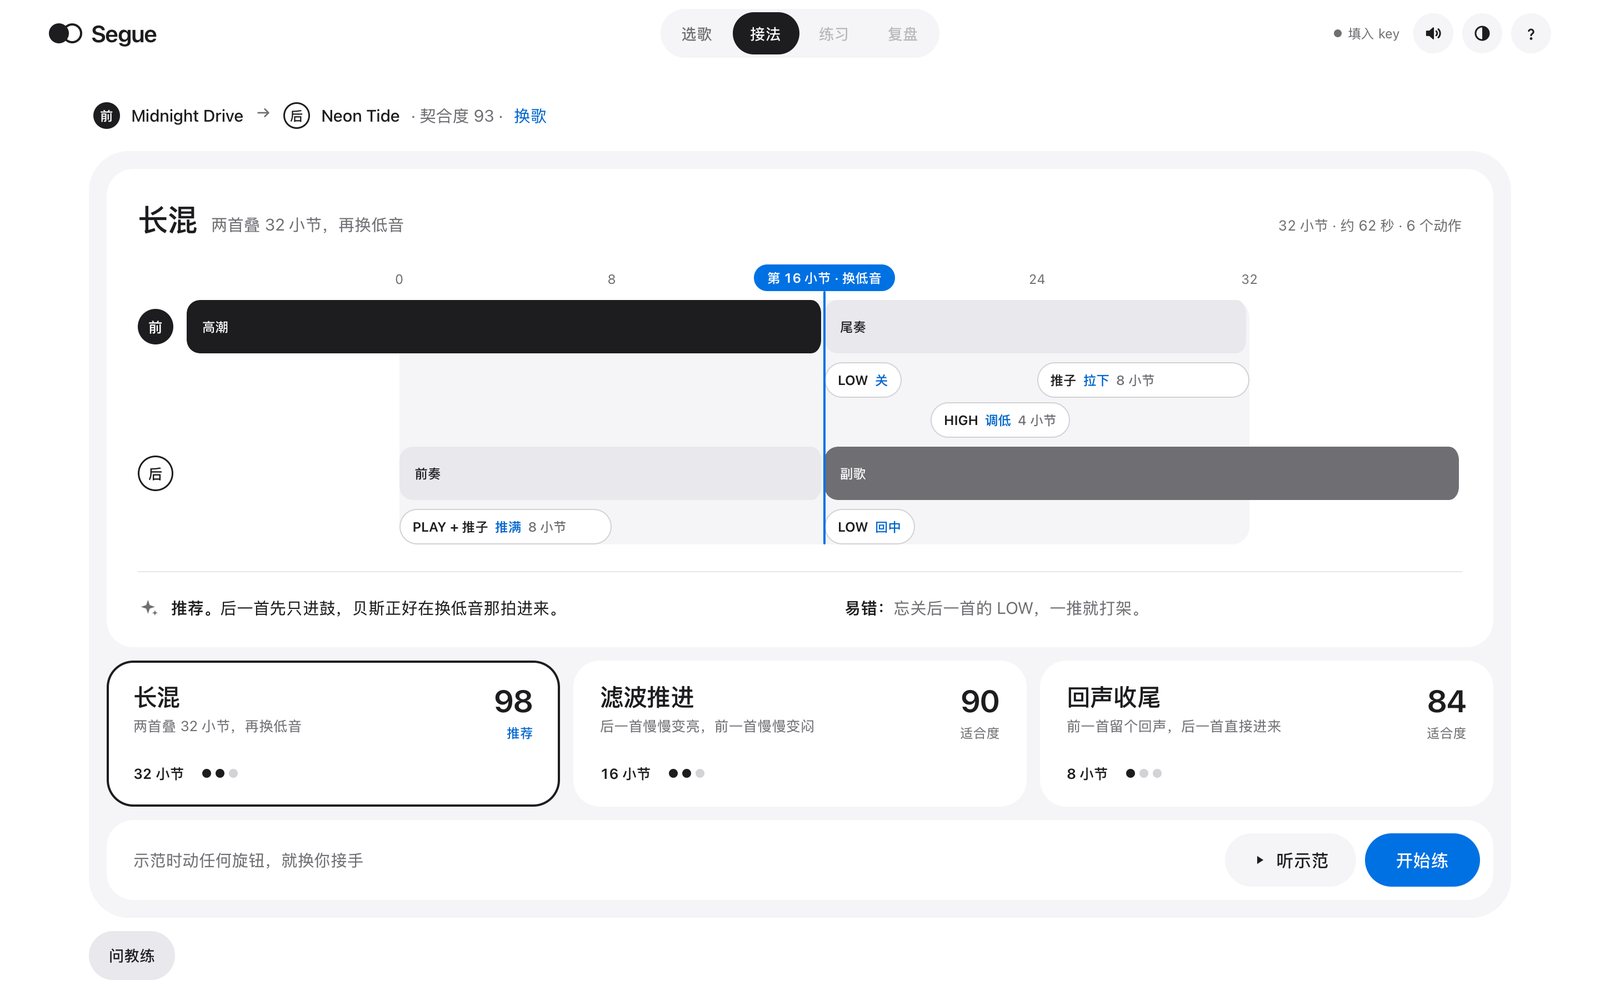 Segue
选歌 接法 练习 复盘
填入 key
?
前 Midnight Drive → 后 Neon Tide · 契合度 93 · 换歌
长混 两首叠 32 小节，再换低音
32 小节 · 约 62 秒 · 6 个动作
0 8 第 16 小节 · 换低音 24 32
前 高潮 尾奏
LOW 关 推子 拉下 8 小节
HIGH 调低 4 小节
后 前奏 副歌
PLAY + 推子 推满 8 小节 LOW 回中
推荐。后一首先只进鼓，贝斯正好在换低音那拍进来。
易错：忘关后一首的 LOW，一推就打架。
长混 98
两首叠 32 小节，再换低音 推荐
32 小节
滤波推进 90
后一首慢慢变亮，前一首慢慢变闷 适合度
16 小节
回声收尾 84
前一首留个回声，后一首直接进来 适合度
8 小节
示范时动任何旋钮，就换你接手
听示范 开始练
问教练